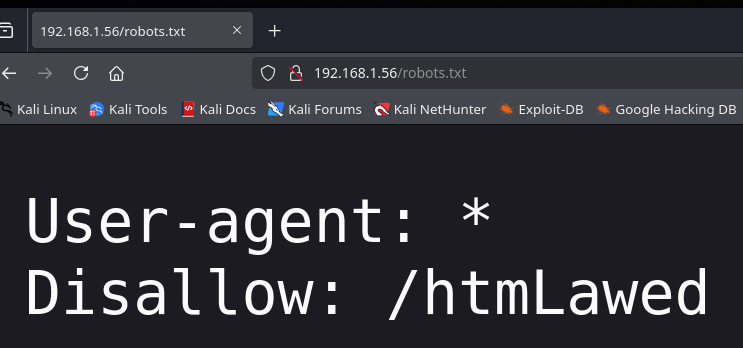 192.168.1.56/robots.txt
192.168.1.56/robots.txt
Kali Linux Kali Tools Kali Docs Kali Forums Kali NetHunter Exploit-DB Google Hacking DB
User-agent: *
Disallow: /htmLawed